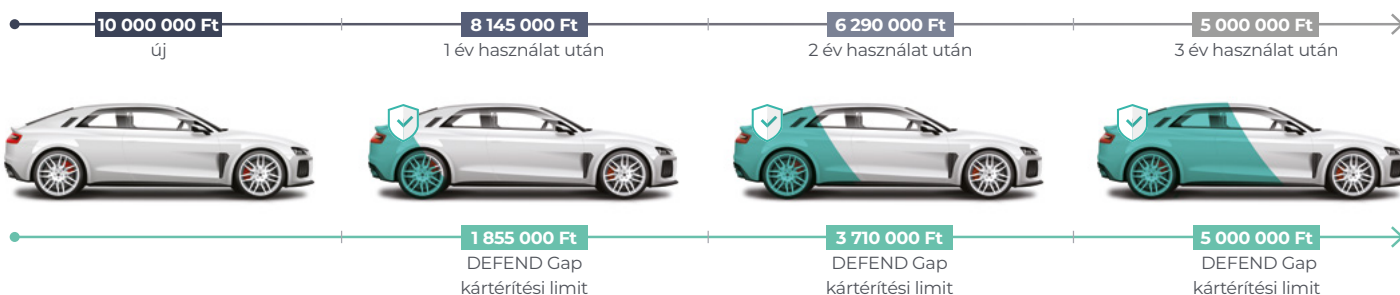 10 000 000 Ft
új
8 145 000 Ft
1 év használat után
6 290 000 Ft
2 év használat után
5 000 000 Ft
3 év használat után
1 855 000 Ft
DEFEND Gap
kártérítési limit
3 710 000 Ft
DEFEND Gap
kártérítési limit
5 000 000 Ft
DEFEND Gap
kártérítési limit